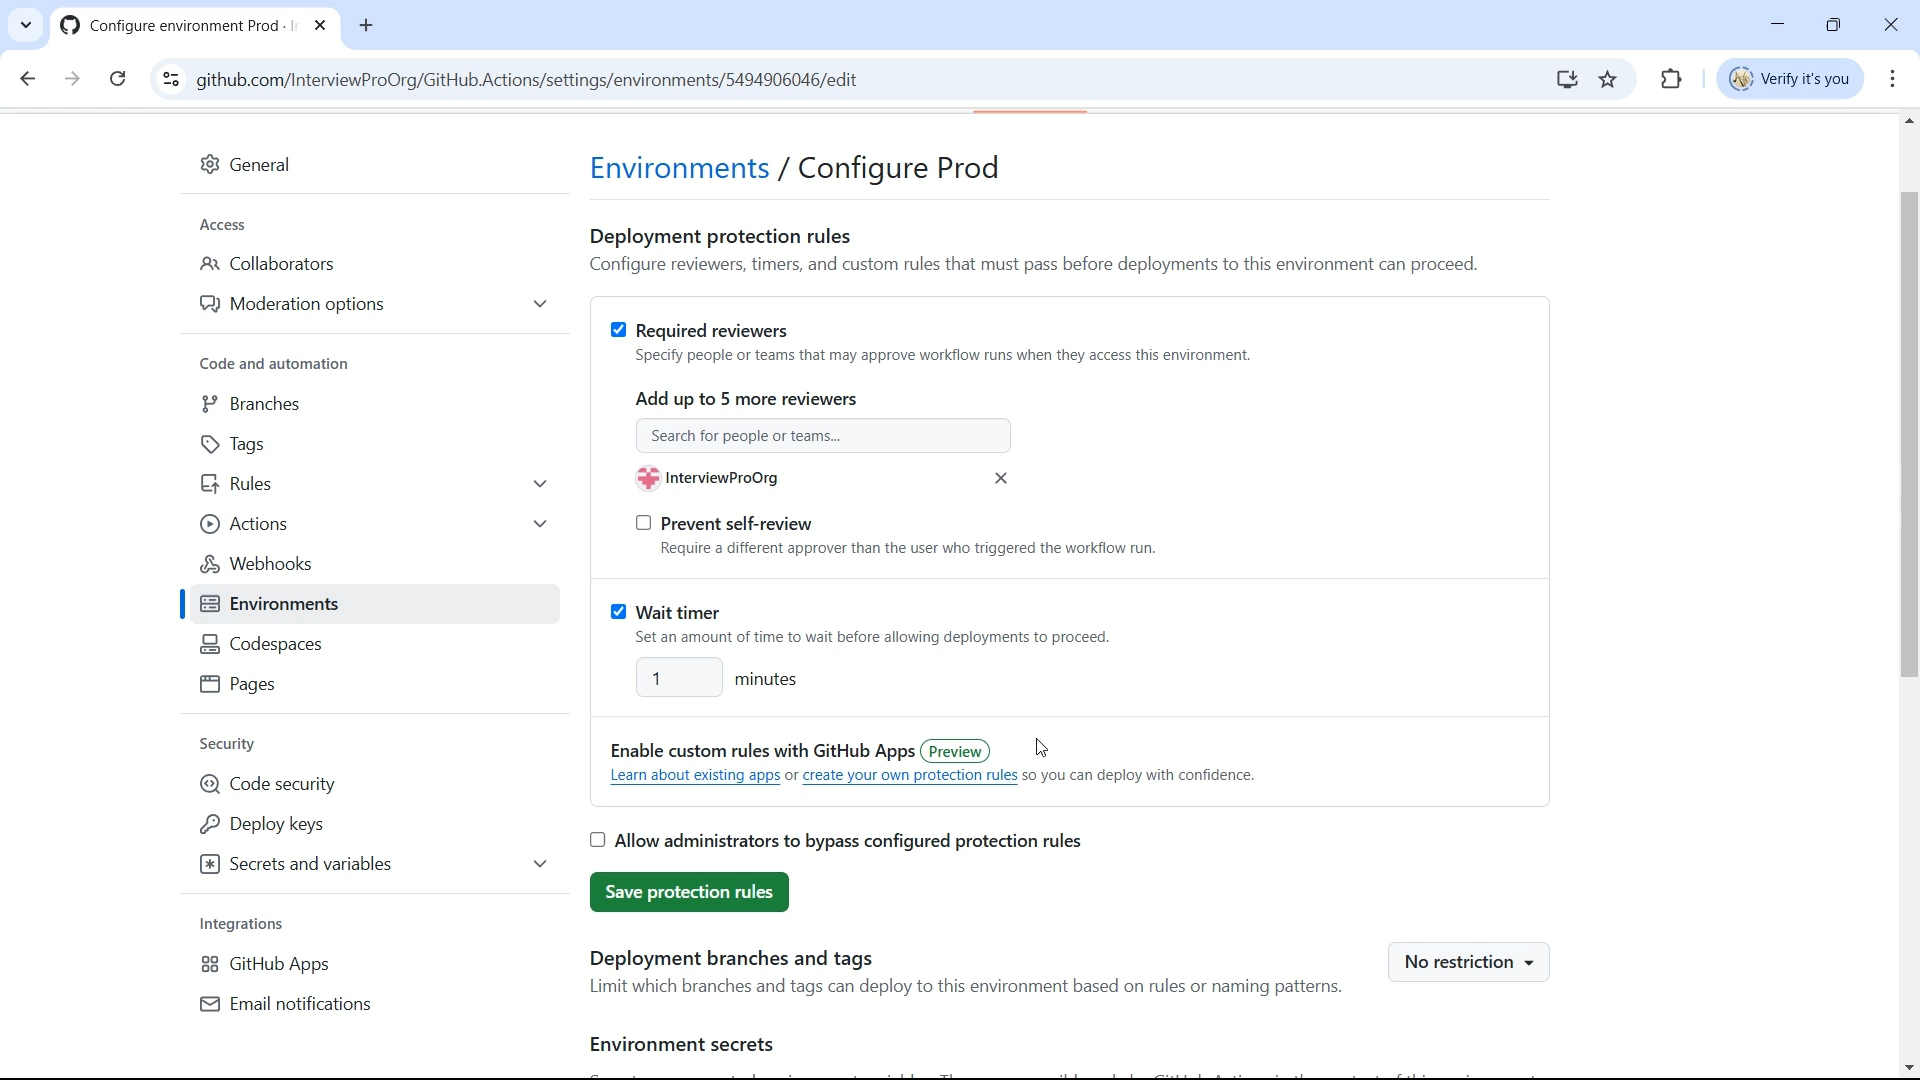 Configure environment Prod ·
github.com/InterviewProOrg/GitHub.Actions/settings/environments/5494906046/edit
Verify it's you
General
Access
Collaborators
Moderation options
Code and automation
Branches
Tags
Rules
Actions
Webhooks
Environments
Codespaces
Pages
Security
Code security
Deploy keys
Secrets and variables
Integrations
GitHub Apps
Email notifications
Environments / Configure Prod
Deployment protection rules
Configure reviewers, timers, and custom rules that must pass before deployments to this environment can proceed.
Required reviewers
Specify people or teams that may approve workflow runs when they access this environment.
Add up to 5 more reviewers
Search for people or teams...
InterviewProOrg
Prevent self-review
Require a different approver than the user who triggered the workflow run.
Wait timer
Set an amount of time to wait before allowing deployments to proceed.
1 minutes
Enable custom rules with GitHub Apps Preview
Learn about existing apps or create your own protection rules so you can deploy with confidence.
Allow administrators to bypass configured protection rules
Save protection rules
Deployment branches and tags
No restriction
Limit which branches and tags can deploy to this environment based on rules or naming patterns.
Environment secrets